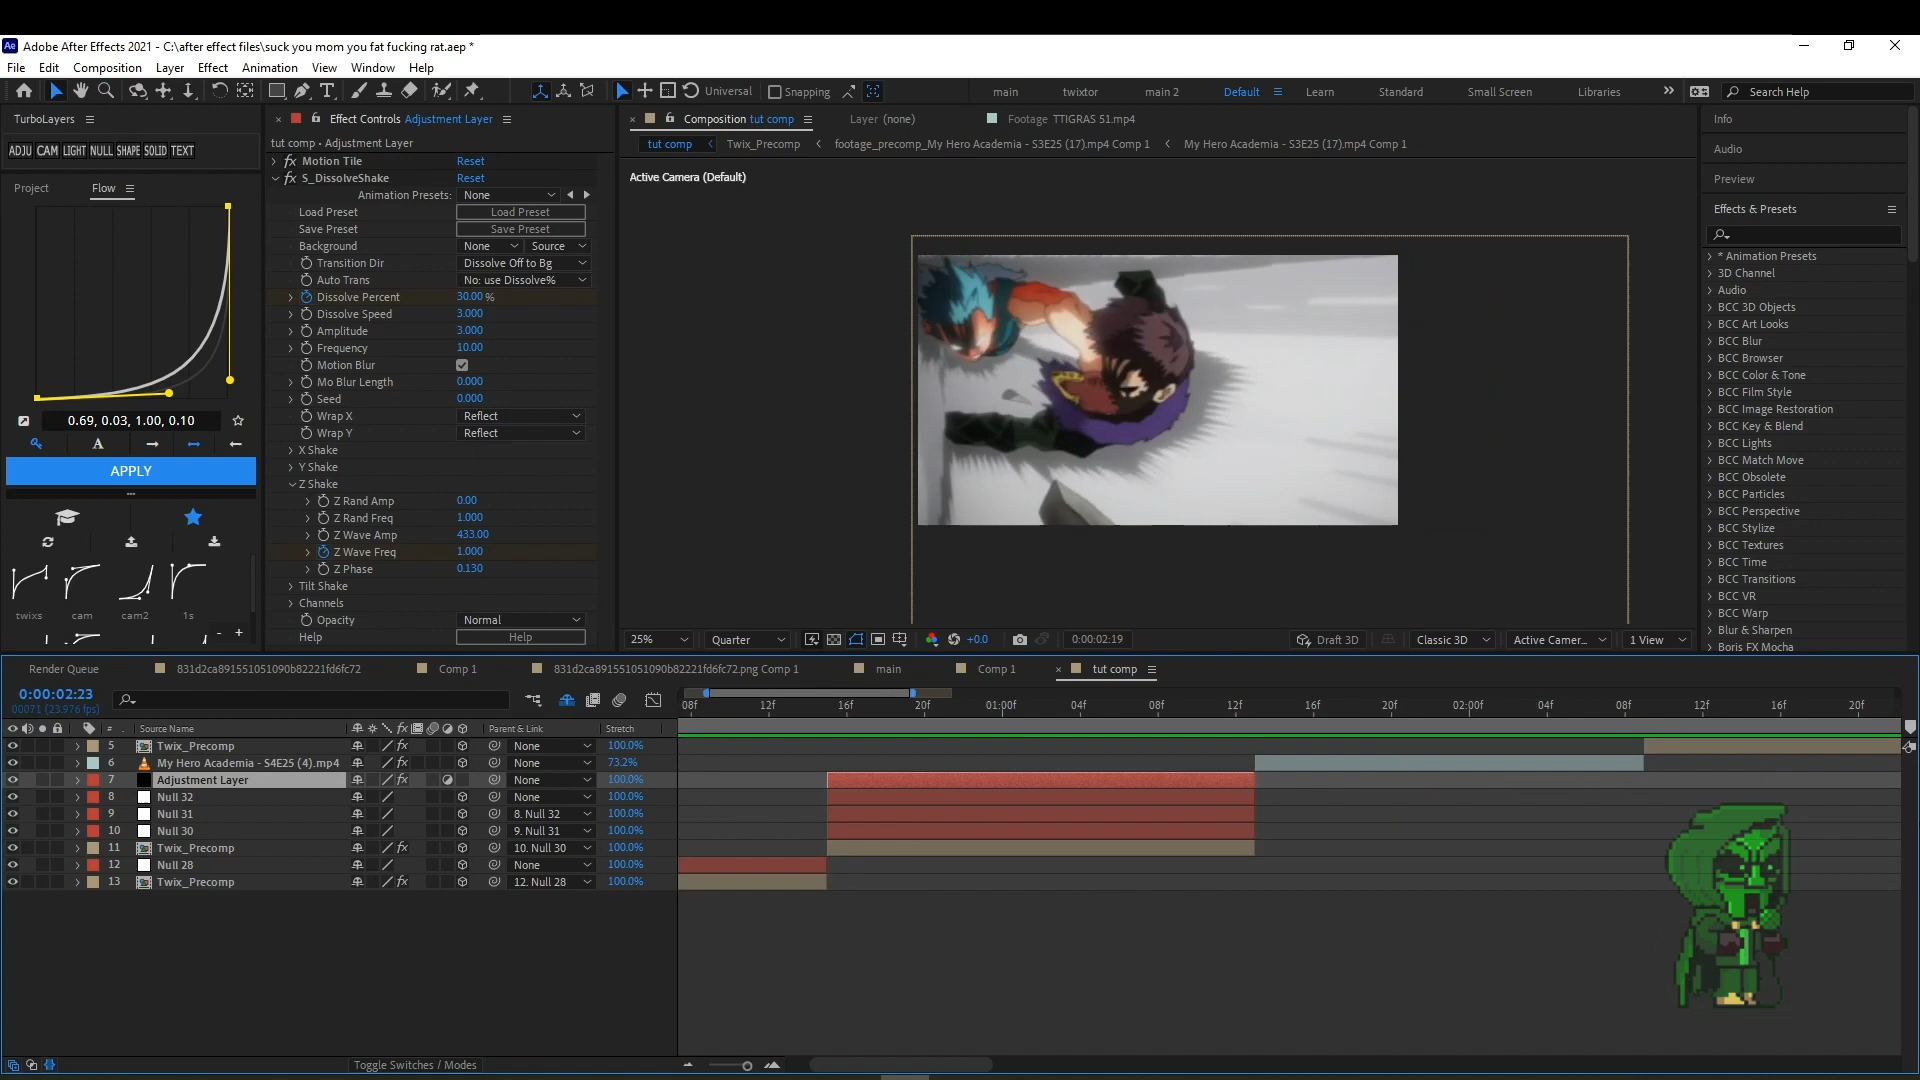 Adobe After Effects 2021 - C:\after effect files\suck you mom you fat fucking rat.aep *
File Edit Composition Layer Effect Animation View Window Help
Universal Snapping main twixtor main 2 Default Learn Standard Small Screen Libraries Search Help
TurboLayers
ADJU CAM LIGHT NULL SHAPE SOLID TEXT
Project Flow
0.69, 0.03, 1.00, 0.10
APPLY
twixs cam cam2 1s
Effect Controls Adjustment Layer
tut comp • Adjustment Layer
fx Motion Tile Reset
fx S_DissolveShake Reset
Animation Presets: None
Load Preset Load Preset
Save Preset Save Preset
Background None Source
Transition Dir Dissolve Off to Bg
Auto Trans No: use Dissolve%
Dissolve Percent 30.00 %
Dissolve Speed 3.000
Amplitude 3.000
Frequency 10.00
Motion Blur
Mo Blur Length 0.000
Seed 0.000
Wrap X Reflect
Wrap Y Reflect
X Shake
Y Shake
Z Shake
Z Rand Amp 0.00
Z Rand Freq 1.000
Z Wave Amp 433.00
Z Wave Freq 1.000
Z Phase 0.130
Tilt Shake
Channels
Opacity Normal
Help Help
Composition tut comp Layer (none) Footage TTIGRAS 51.mp4
tut comp Twix_Precomp footage_precomp_My Hero Academia - S3E25 (17).mp4 Comp 1 My Hero Academia - S3E25 (17).mp4 Comp 1
Active Camera (Default)
25% Quarter +0.0 0:00:02:19 Draft 3D Classic 3D Active Camer... 1 View
Info
Audio
Preview
Effects & Presets
* Animation Presets
3D Channel
Audio
BCC 3D Objects
BCC Art Looks
BCC Blur
BCC Browser
BCC Color & Tone
BCC Film Style
BCC Image Restoration
BCC Key & Blend
BCC Lights
BCC Match Move
BCC Obsolete
BCC Particles
BCC Perspective
BCC Stylize
BCC Textures
BCC Time
BCC Transitions
BCC VR
BCC Warp
Blur & Sharpen
Boris FX Mocha
Render Queue 831d2ca891551051090b82221fd6fc72 Comp 1 831d2ca891551051090b82221fd6fc72.png Comp 1 main Comp 1 tut comp
0:00:02:23
00071 (23.976 fps)
08f 12f 16f 20f 01:00f 04f 08f 12f 16f 20f 02:00f 04f 08f 12f 16f 20f
# Source Name fx Parent & Link Stretch
5 Twix_Precomp fx None 100.0%
6 My Hero Academia - S4E25 (4).mp4 fx None 73.2%
7 Adjustment Layer fx None 100.0%
8 Null 32 None 100.0%
9 Null 31 8. Null 32 100.0%
10 Null 30 9. Null 31 100.0%
11 Twix_Precomp fx 10. Null 30 100.0%
12 Null 28 None 100.0%
13 Twix_Precomp fx 12. Null 28 100.0%
Toggle Switches / Modes